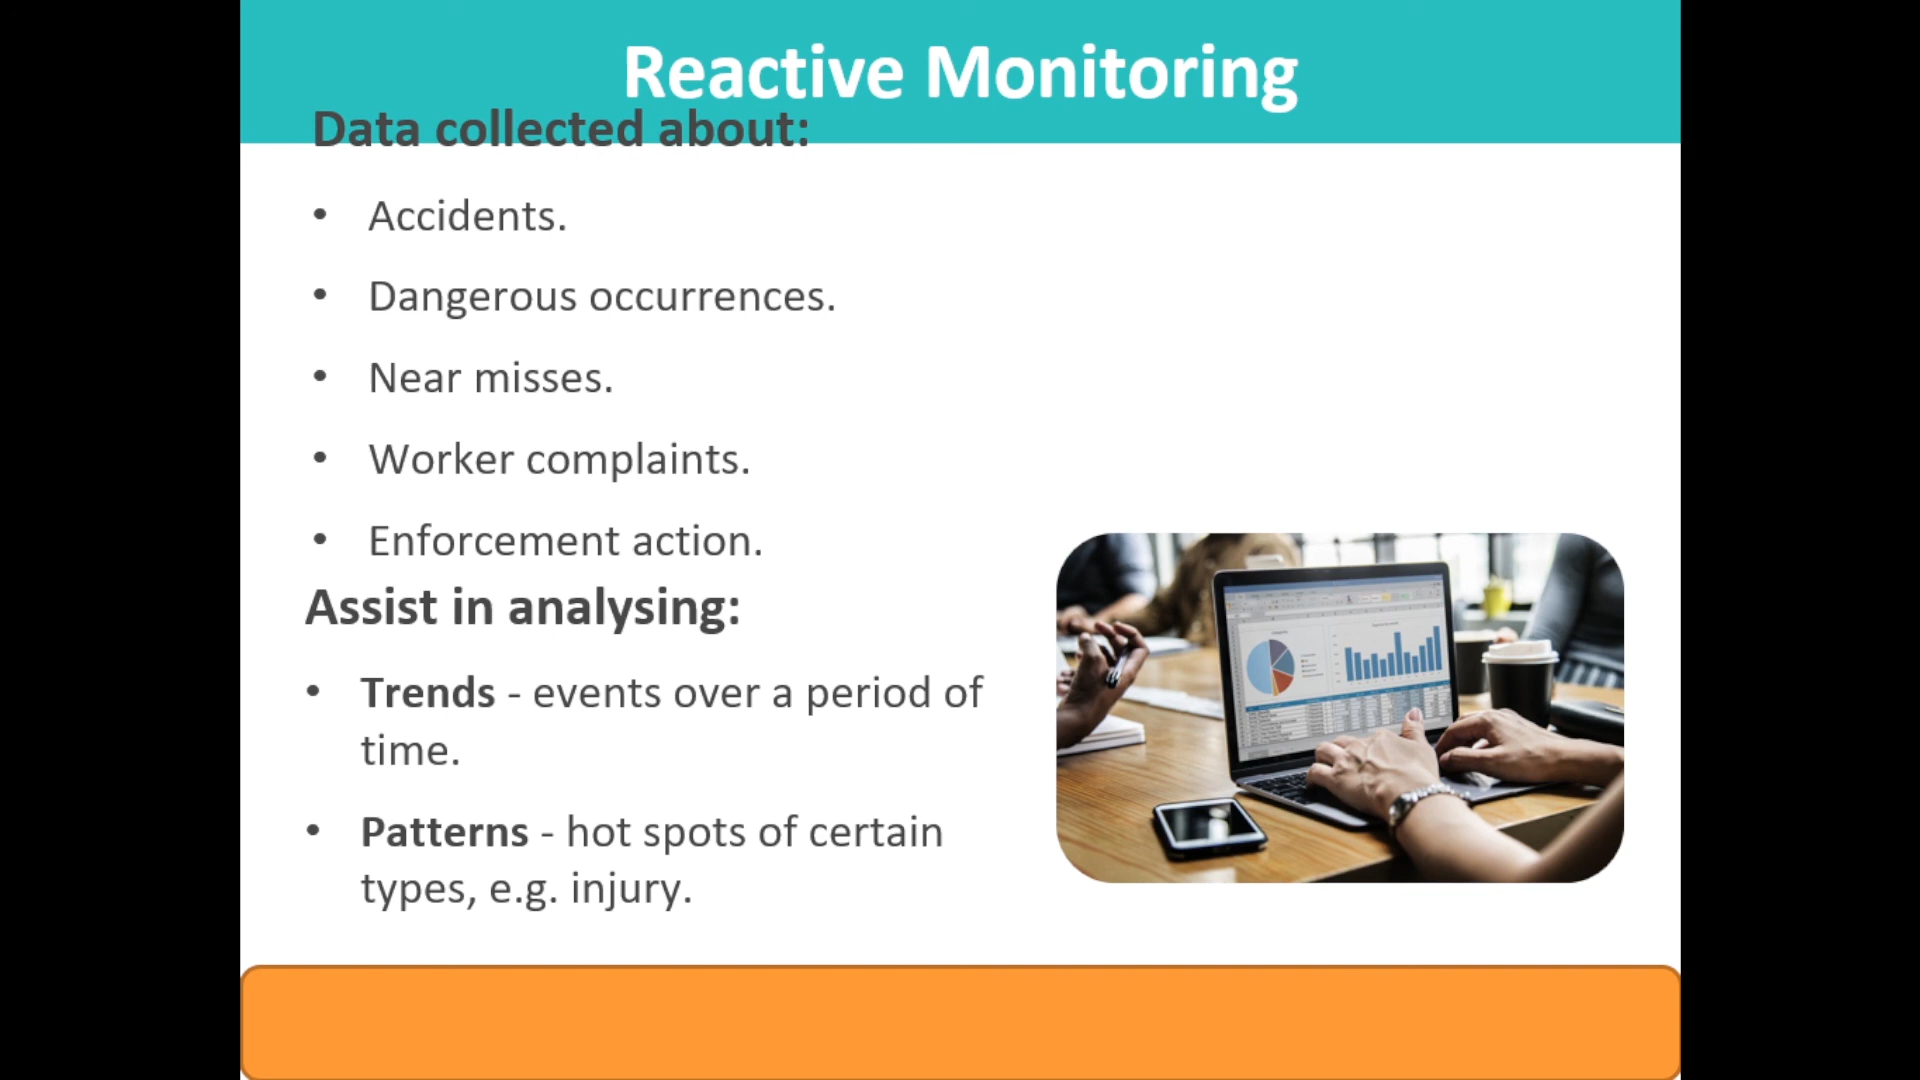 Reactive Monitoring
Data collected about:
• Accidents.
• Dangerous occurrences.
• Near misses.
• Worker complaints.
• Enforcement action.
Assist in analysing:
• Trends - events over a period of
time.
• Patterns - hot spots of certain
types, e.g. injury.